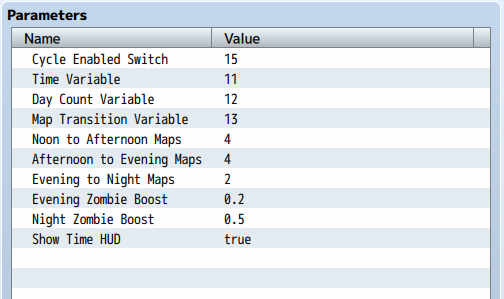 Parameters
Name Value
Cycle Enabled Switch 15
Time Variable 11
Day Count Variable 12
Map Transition Variable 13
Noon to Afternoon Maps 4
Afternoon to Evening Maps 4
Evening to Night Maps 2
Evening Zombie Boost 0.2
Night Zombie Boost 0.5
Show Time HUD true